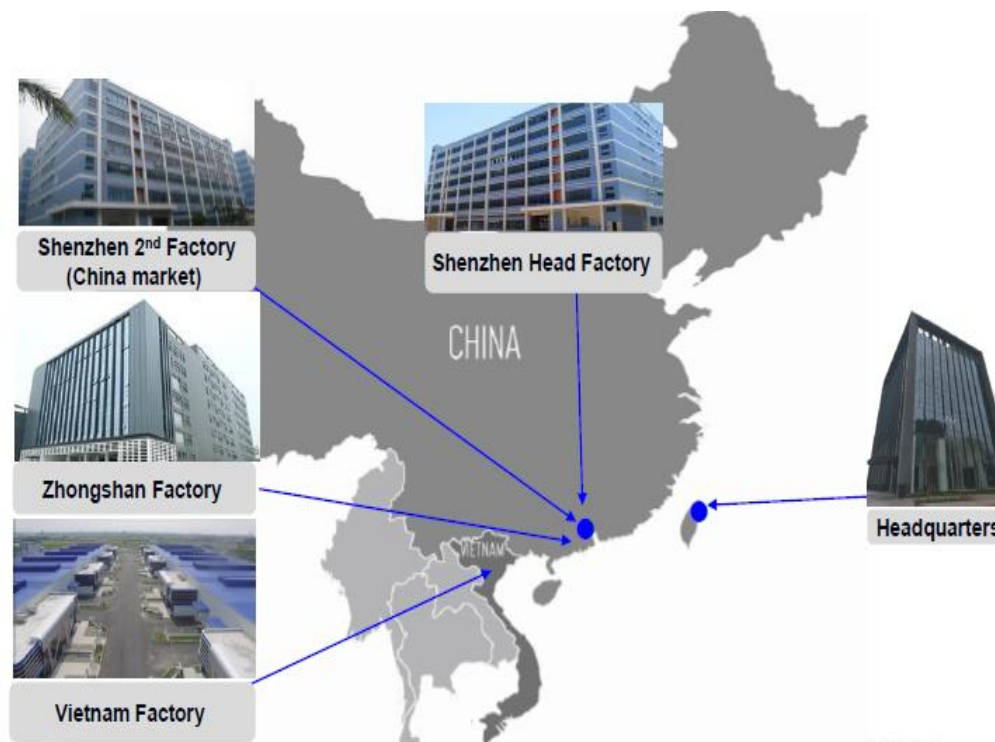 Shenzhen 2nd Factory
(China market)
Shenzhen Head Factory
CHINA
Zhongshan Factory
Headquarters
VIETNAM
Vietnam Factory